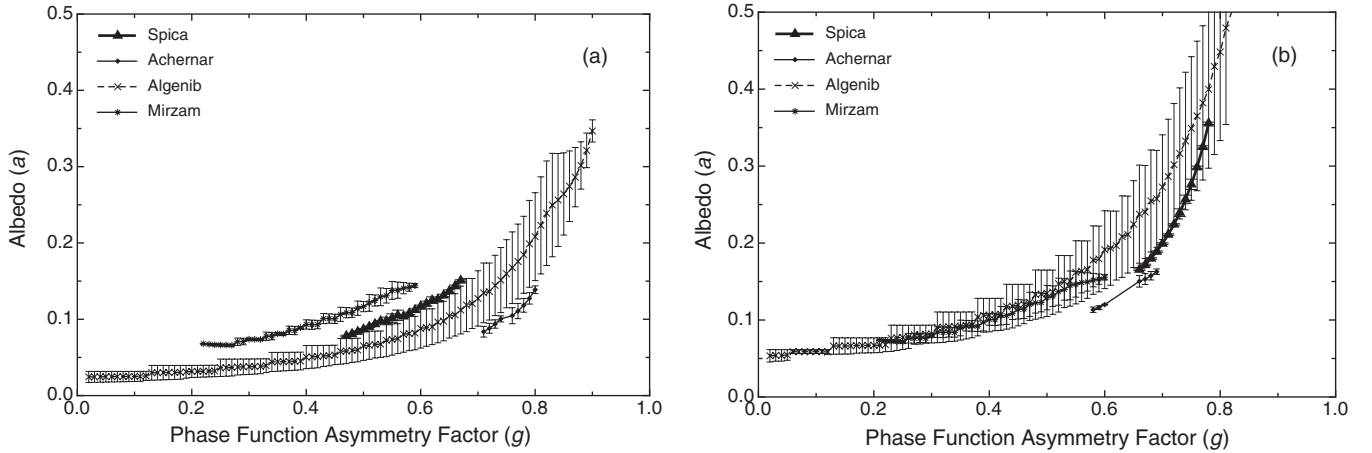 0.5
0.4
0.3
0.2
0.1
0.0
Albedo (a)
Spica
Achernar
Algenib
Mirzam
(a)
0.0 0.2 0.4 0.6 0.8 1.0
Phase Function Asymmetry Factor (g)
0.5
0.4
0.3
0.2
0.1
0.0
Albedo (a)
Spica
Achernar
Algenib
Mirzam
(b)
0.0 0.2 0.4 0.6 0.8 1.0
Phase Function Asymmetry Factor (g)